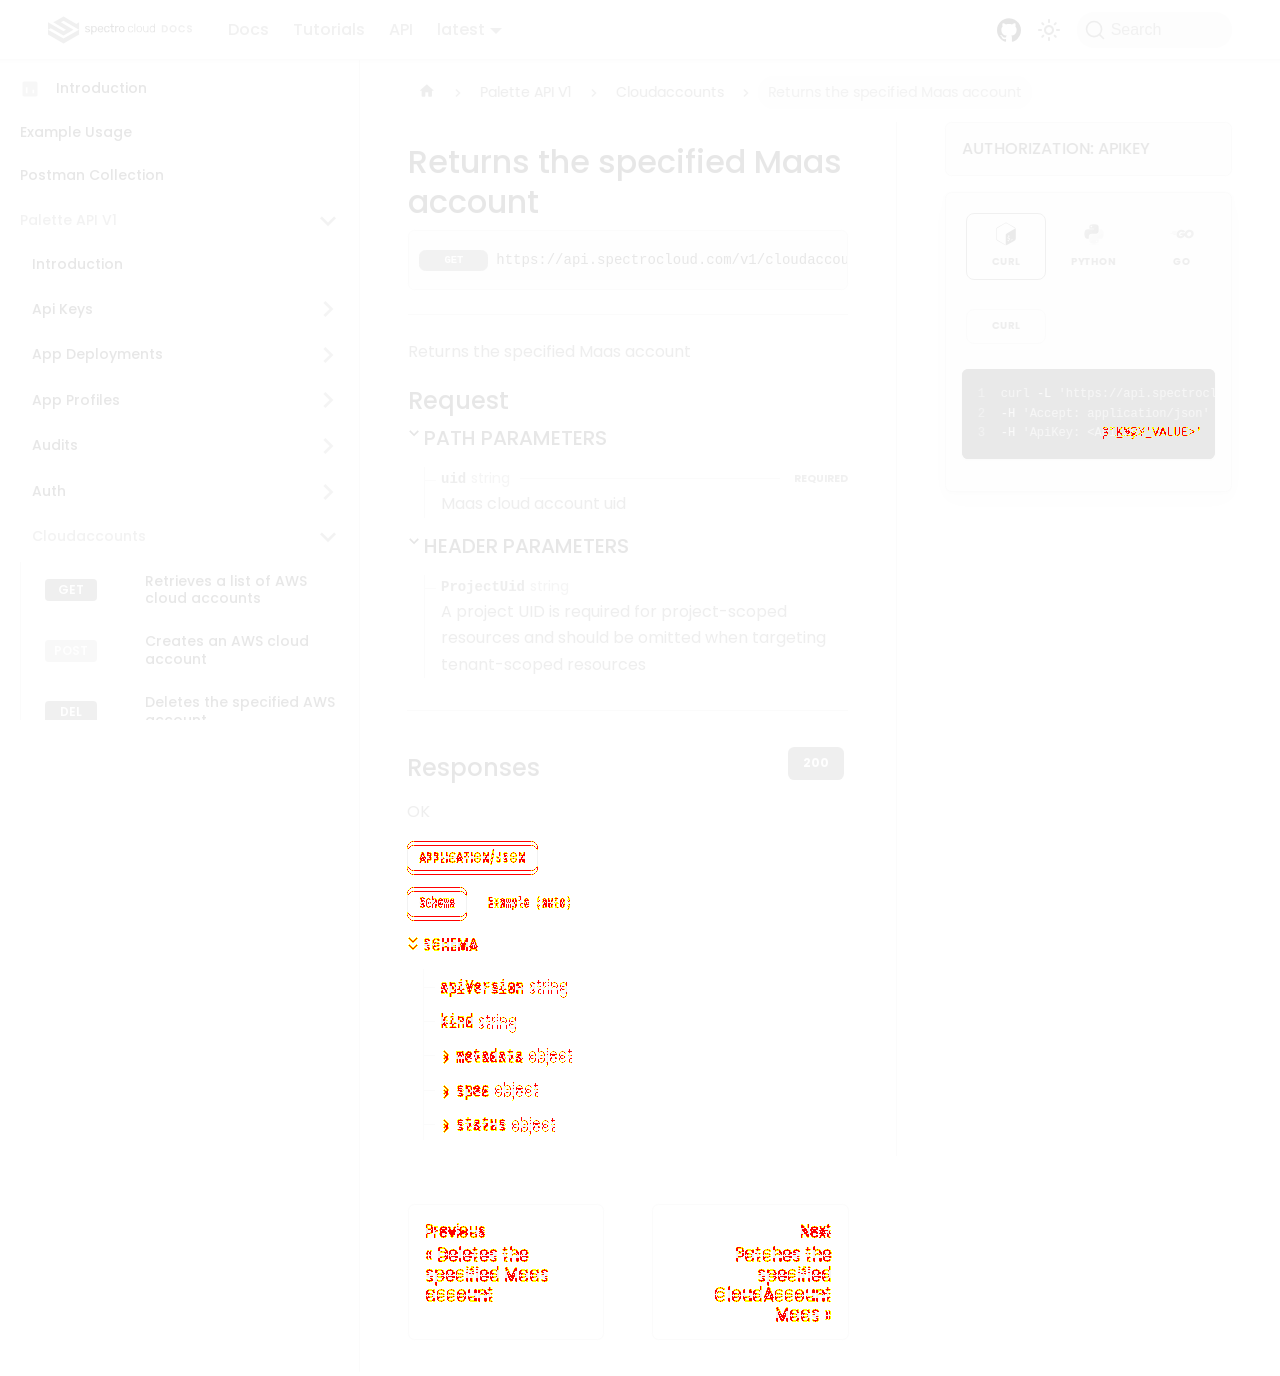 spectro cloud DOCS
Docs
Tutorials
API
latest
Search
Introduction
Example Usage
Postman Collection
Palette API V1
Introduction
Api Keys
App Deployments
App Profiles
Audits
Auth
Cloudaccounts
GET Retrieves a list of AWS
cloud accounts
POST Creates an AWS cloud
account
DEL Deletes the specified AWS
account
Palette API V1
Cloudaccounts
Returns the specified Maas account
Returns the specified Maas
account
GET https://api.spectrocloud.com/v1/cloudaccou
Returns the specified Maas account
Request
PATH PARAMETERS
uid string REQUIRED
Maas cloud account uid
HEADER PARAMETERS
ProjectUid string
A project UID is required for project-scoped
resources and should be omitted when targeting
tenant-scoped resources
Responses
200
OK
APPLICATION/JSON
Schema Example (auto)
SCHEMA
apiVersion string
kind string
metadata object
spec object
status object
Previous
« Deletes the
specified Maas
account
Next
Patches the
specified
CloudAccount
Maas »
AUTHORIZATION: APIKEY
CURL
PYTHON
GO
GO
CURL
1 curl -L 'https://api.spectrocl
2 -H 'Accept: application/json'
3 -H 'ApiKey: VALUE>'